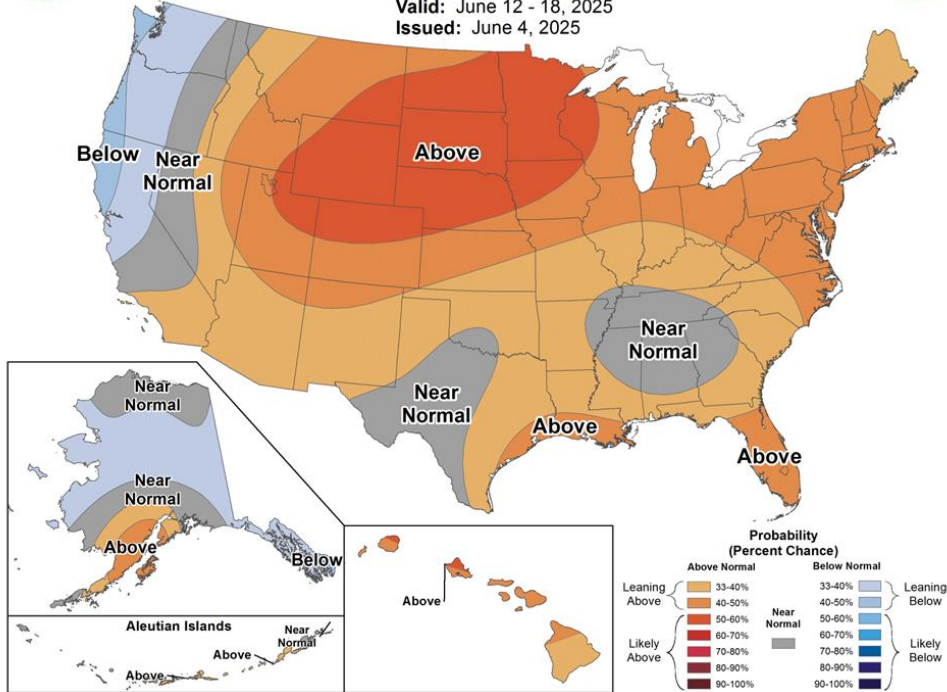 Valid: June 12 - 18, 2025
Issued: June 4, 2025
Below
Near
Normal
Above
Near
Normal
Near
Normal
Above
Above
Near
Normal
Near
Normal
Above
Below
Aleutian Islands
Near
Normal
Above
Above
Above
Probability
(Percent Chance)
Above Normal
Below Normal
Leaning
Above
33-40%
40-50%
50-60%
60-70%
70-80%
80-90%
90-100%
Likely
Above
Near
Normal
33-40%
40-50%
50-60%
60-70%
70-80%
80-90%
90-100%
Leaning
Below
Likely
Below